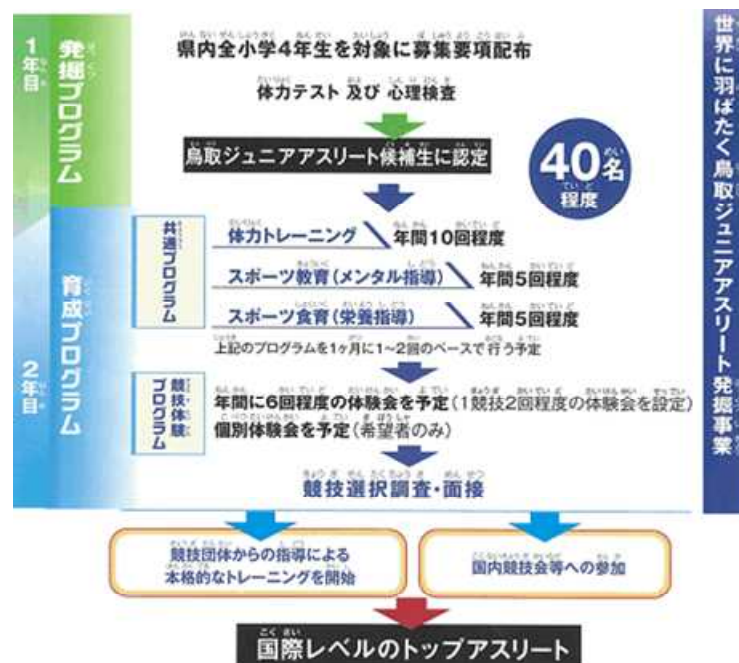 1年目
発掘プログラム
県内全小学4年生を対象に募集要項配布
体力テスト 及び 心理検査
鳥取ジュニアアスリート候補生に認定
40名
程度
世界に羽ばたく鳥取ジュニアアスリート発掘事業
2年目
育成プログラム
共通プログラム
体力トレーニング
年間10回程度
スポーツ教育(メンタル指導)
年間5回程度
スポーツ食育(栄養指導)
年間5回程度
上記のプログラムを1ヶ月に1~2回のペースで行う予定
競技体験プログラム
年間に6回程度の体験会を予定(1競技2回程度の体験会を設定)
個別体験会を予定(希望者のみ)
競技選択調査・面接
競技団体からの指導による
本格的なトレーニングを開始
国内競技会等への参加
国際レベルのトップアスリート